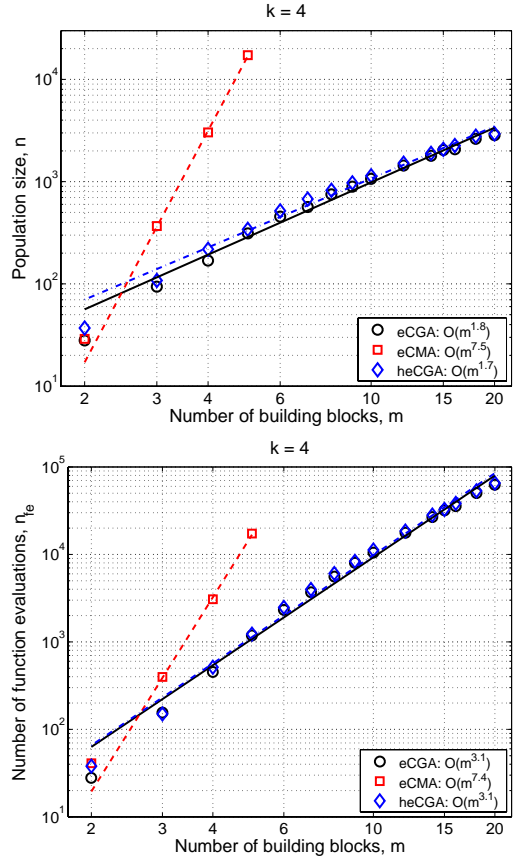 k = 4
10^4
10^3
10^2
10^1
Population size, n
2 3 4 6 10 15 20
Number of building blocks, m
eCGA: O(m^1.8)
eCMA: O(m^7.5)
heCGA: O(m^1.7)
k = 4
10^5
10^4
10^3
10^2
10^1
Number of function evaluations, n_fe
2 3 4 6 10 15 20
Number of building blocks, m
eCGA: O(m^3.1)
eCMA: O(m^7.4)
heCGA: O(m^3.1)